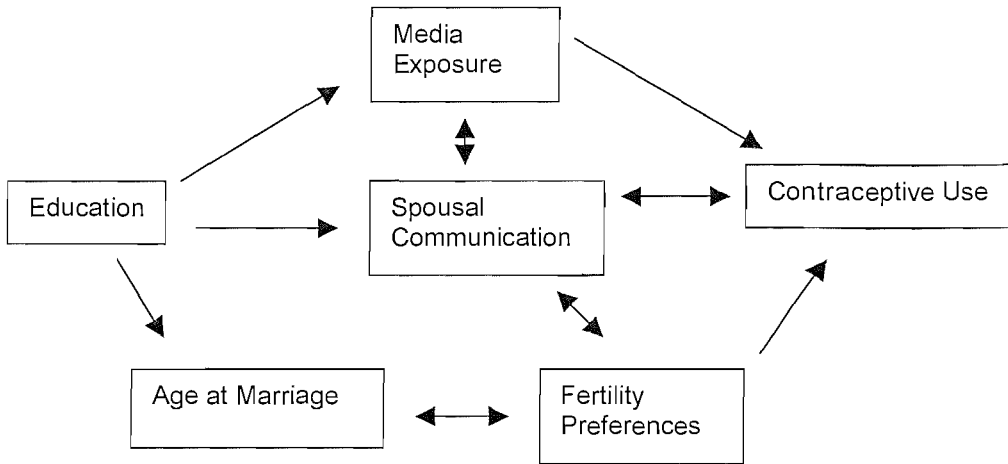 Media
Exposure
Education
Spousal
Communication
Contraceptive Use
Age at Marriage
Fertility
Preferences